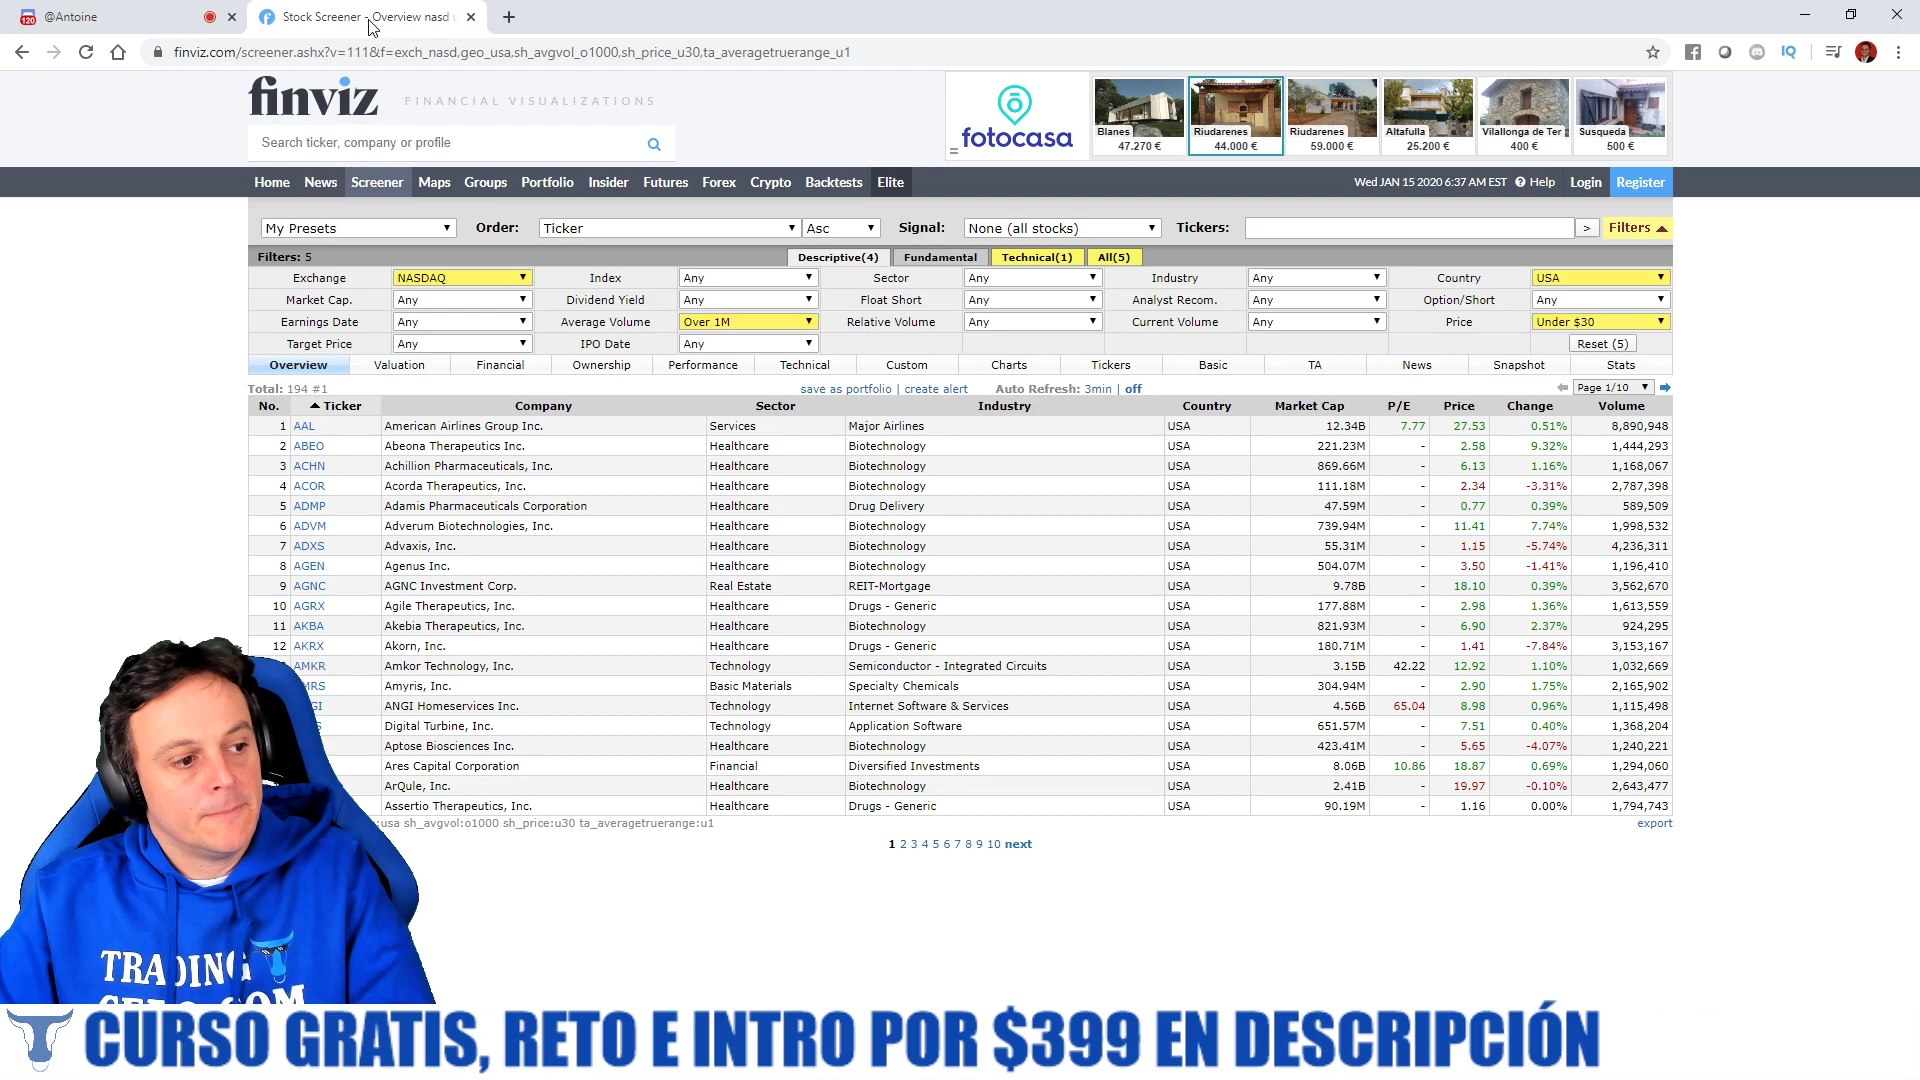 @Antoine
Stock Screener - Overview nasd u
finviz.com/screener.ashx?v=111&f=exch_nasd,geo_usa,sh_avgvol_o1000,sh_price_u30,ta_averagetruerange_u1
finviz FINANCIAL VISUALIZATIONS
Search ticker, company or profile
fotocasa
Blanes 47.270 €
Riudarenes 44.000 €
Riudarenes 59.000 €
Altafulla 25.200 €
Vilallonga de Ter 400 €
Susqueda 500 €
Home News Screener Maps Groups Portfolio Insider Futures Forex Crypto Backtests Elite Wed JAN 15 2020 6:37 AM EST Help Login Register
My Presets Order: Ticker Asc Signal: None (all stocks) Tickers: > Filters
Filters: 5 Descriptive(4) Fundamental Technical(1) All(5)
Exchange NASDAQ Index Any Sector Any Industry Any Country USA
Market Cap. Any Dividend Yield Any Float Short Any Analyst Recom. Any Option/Short Any
Earnings Date Any Average Volume Over 1M Relative Volume Any Current Volume Any Price Under $30
Target Price Any IPO Date Any Reset (5)
Overview Valuation Financial Ownership Performance Technical Custom Charts Tickers Basic TA News Snapshot Stats
Total: 194 #1 save as portfolio | create alert Auto Refresh: 3min | off Page 1/10
No. Ticker Company Sector Industry Country Market Cap P/E Price Change Volume
1 AAL American Airlines Group Inc. Services Major Airlines USA 12.34B 7.77 27.53 0.51% 8,890,948
2 ABEO Abeona Therapeutics Inc. Healthcare Biotechnology USA 221.23M - 2.58 9.32% 1,444,293
3 ACHN Achillion Pharmaceuticals, Inc. Healthcare Biotechnology USA 869.66M - 6.13 1.16% 1,168,067
4 ACOR Acorda Therapeutics, Inc. Healthcare Biotechnology USA 111.18M - 2.34 -3.31% 2,787,398
5 ADMP Adamis Pharmaceuticals Corporation Healthcare Drug Delivery USA 47.59M - 0.77 0.39% 589,509
6 ADVM Adverum Biotechnologies, Inc. Healthcare Biotechnology USA 739.94M - 11.41 7.74% 1,998,532
7 ADXS Advaxis, Inc. Healthcare Biotechnology USA 55.31M - 1.15 -5.74% 4,236,311
8 AGEN Agenus Inc. Healthcare Biotechnology USA 504.07M - 3.50 -1.41% 1,196,410
9 AGNC AGNC Investment Corp. Real Estate REIT-Mortgage USA 9.78B - 18.10 0.39% 3,562,670
10 AGRX Agile Therapeutics, Inc. Healthcare Drugs - Generic USA 177.88M - 2.98 1.36% 1,613,559
11 AKBA Akebia Therapeutics, Inc. Healthcare Biotechnology USA 821.93M - 6.90 2.37% 924,295
12 AKRX Akorn, Inc. Healthcare Drugs - Generic USA 180.71M - 1.41 -7.84% 3,153,167
AMKR Amkor Technology, Inc. Technology Semiconductor - Integrated Circuits USA 3.15B 42.22 12.92 1.10% 1,032,669
MRS Amyris, Inc. Basic Materials Specialty Chemicals USA 304.94M - 2.90 1.75% 2,165,902
GI ANGI Homeservices Inc. Technology Internet Software & Services USA 4.56B 65.04 8.98 0.96% 1,115,498
S Digital Turbine, Inc. Technology Application Software USA 651.57M - 7.51 0.40% 1,368,204
Aptose Biosciences Inc. Healthcare Biotechnology USA 423.41M - 5.65 -4.07% 1,240,221
Ares Capital Corporation Financial Diversified Investments USA 8.06B 10.86 18.87 0.69% 1,294,060
ArQule, Inc. Healthcare Biotechnology USA 2.41B - 19.97 -0.10% 2,643,477
Assertio Therapeutics, Inc. Healthcare Drugs - Generic USA 90.19M - 1.16 0.00% 1,794,743
:usa sh_avgvol:o1000 sh_price:u30 ta_averagetruerange:u1 export
1 2 3 4 5 6 7 8 9 10 next
TRADING
CURSO GRATIS, RETO E INTRO POR $399 EN DESCRIPCIÓN